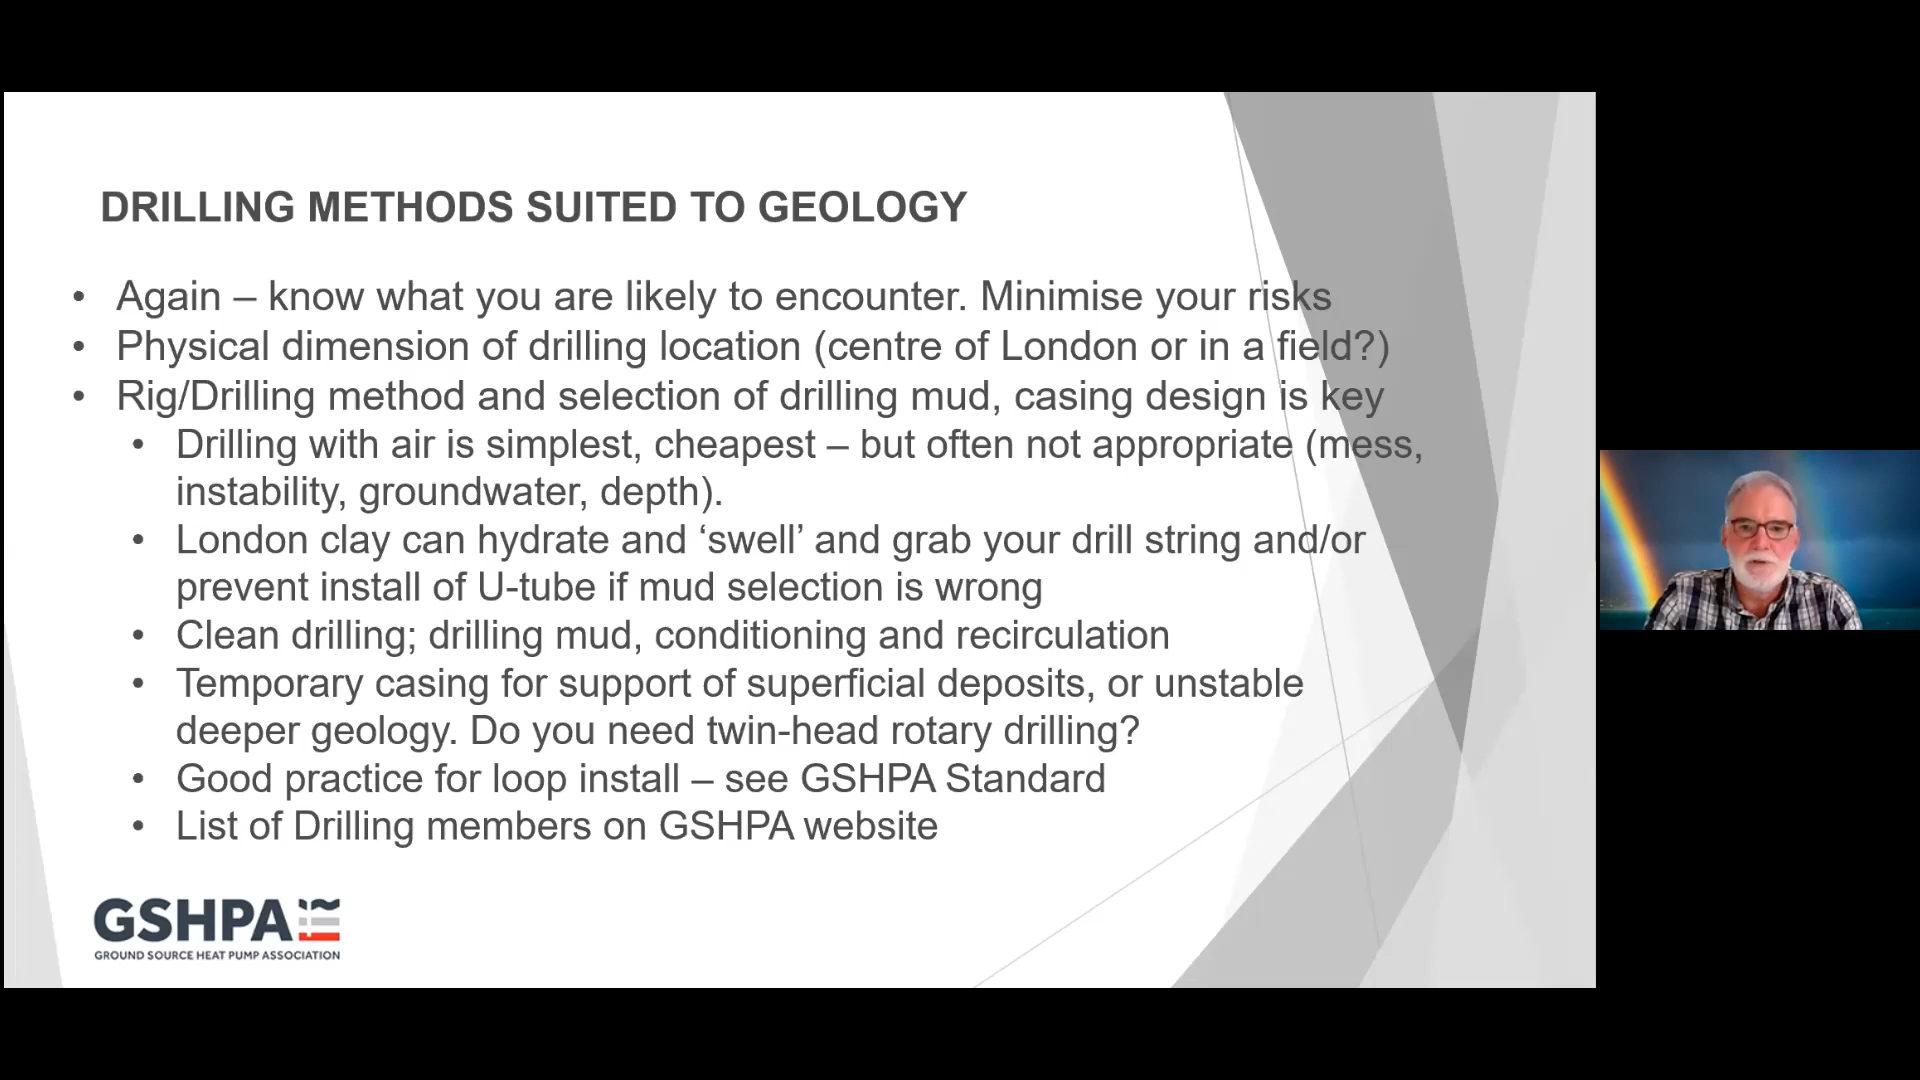 DRILLING METHODS SUITED TO GEOLOGY
• Again – know what you are likely to encounter. Minimise your risks
• Physical dimension of drilling location (centre of London or in a field?)
• Rig/Drilling method and selection of drilling mud, casing design is key
• Drilling with air is simplest, cheapest – but often not appropriate (mess,
instability, groundwater, depth).
• London clay can hydrate and ‘swell’ and grab your drill string and/or
prevent install of U-tube if mud selection is wrong
• Clean drilling; drilling mud, conditioning and recirculation
• Temporary casing for support of superficial deposits, or unstable
deeper geology. Do you need twin-head rotary drilling?
• Good practice for loop install – see GSHPA Standard
• List of Drilling members on GSHPA website
GSHPA
GROUND SOURCE HEAT PUMP ASSOCIATION